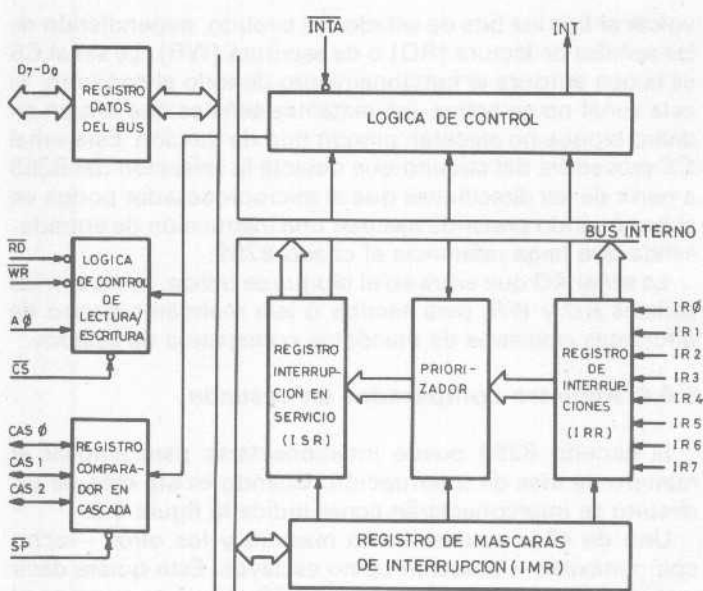 INTA
INT
D7-D0
REGISTRO
DATOS
DEL BUS
LOGICA DE CONTROL
BUS INTERNO
RD
WR
A0
CS
LOGICA
DE CONTROL
DE
LECTURA/
ESCRITURA
CAS 0
CAS 1
CAS 2
SP
REGISTRO
COMPARA-
DOR EN
CASCADA
REGISTRO
INTERRUP-
CION EN
SERVICIO
(ISR)
PRIORI-
ZADOR
REGISTRO
DE
INTERRUP-
CIONES
(IRR)
IR0
IR1
IR2
IR3
IR4
IR5
IR6
IR7
REGISTRO DE MASCARAS
DE INTERRUPCION (IMR)